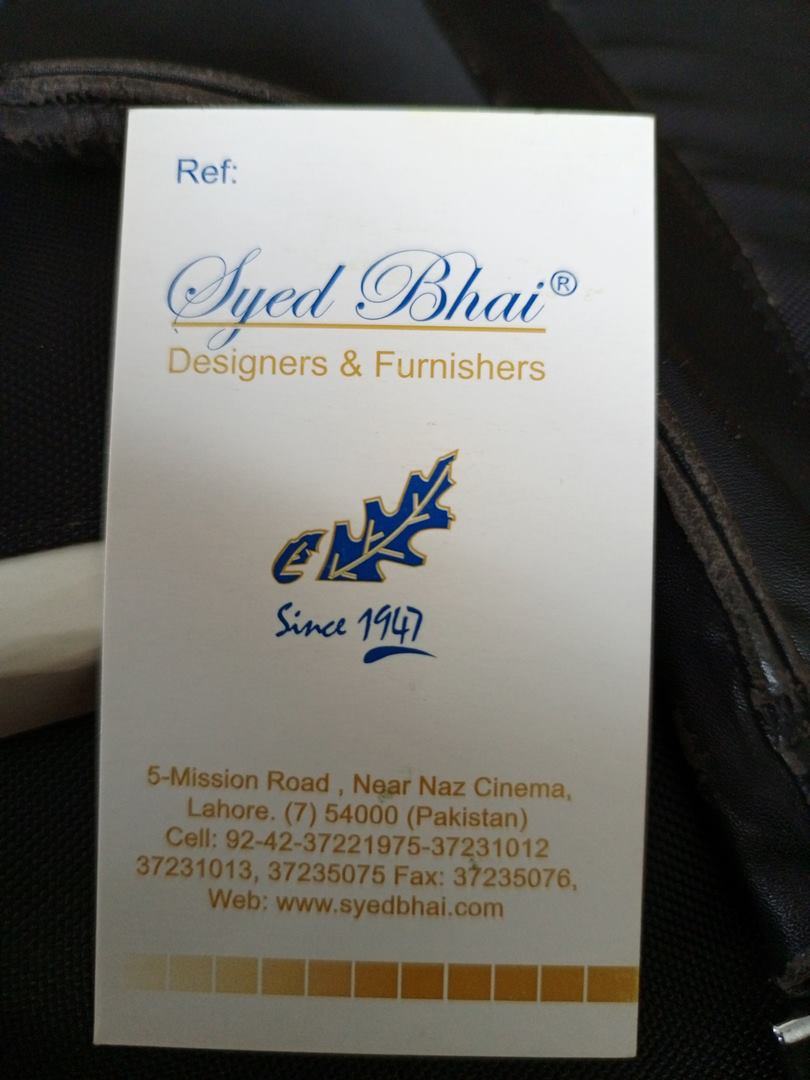 Ref:
Syed Bhai®
Designers & Furnishers
Since 1947
5-Mission Road , Near Naz Cinema,
Lahore. (7) 54000 (Pakistan)
Cell: 92-42-37221975-37231012
37231013, 37235075 Fax: 37235076,
Web: www.syedbhai.com